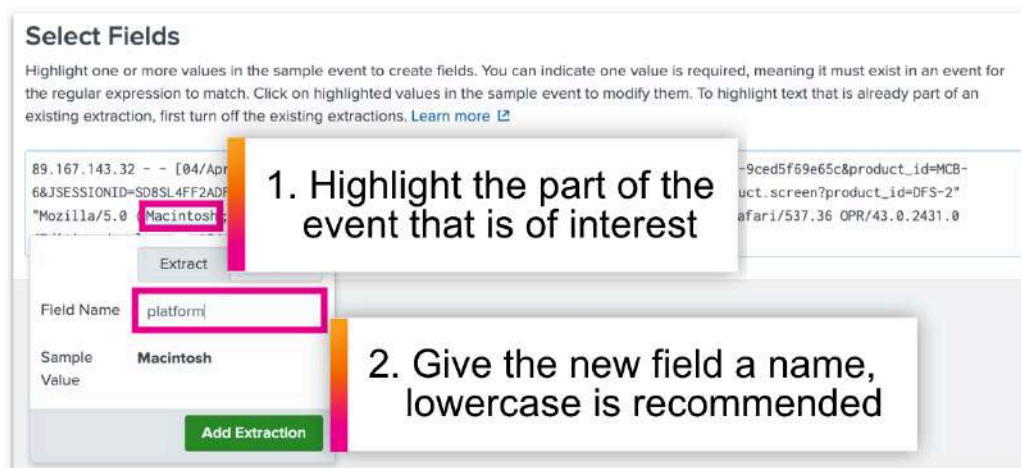 Select Fields
Highlight one or more values in the sample event to create fields. You can indicate one value is required, meaning it must exist in an event for
the regular expression to match. Click on highlighted values in the sample event to modify them. To highlight text that is already part of an
existing extraction, first turn off the existing extractions. Learn more
89.167.143.32 - - [04/Apr -9ced5f69e65c&product_id=MCB-
6&JSESSIONID=SD8SL4FF2ADF uct.screen?product_id=DFS-2"
"Mozilla/5.0 (Macintosh; afari/537.36 OPR/43.0.2431.0
1. Highlight the part of the
event that is of interest
Extract
Field Name platform
Sample Value Macintosh
Add Extraction
2. Give the new field a name,
lowercase is recommended